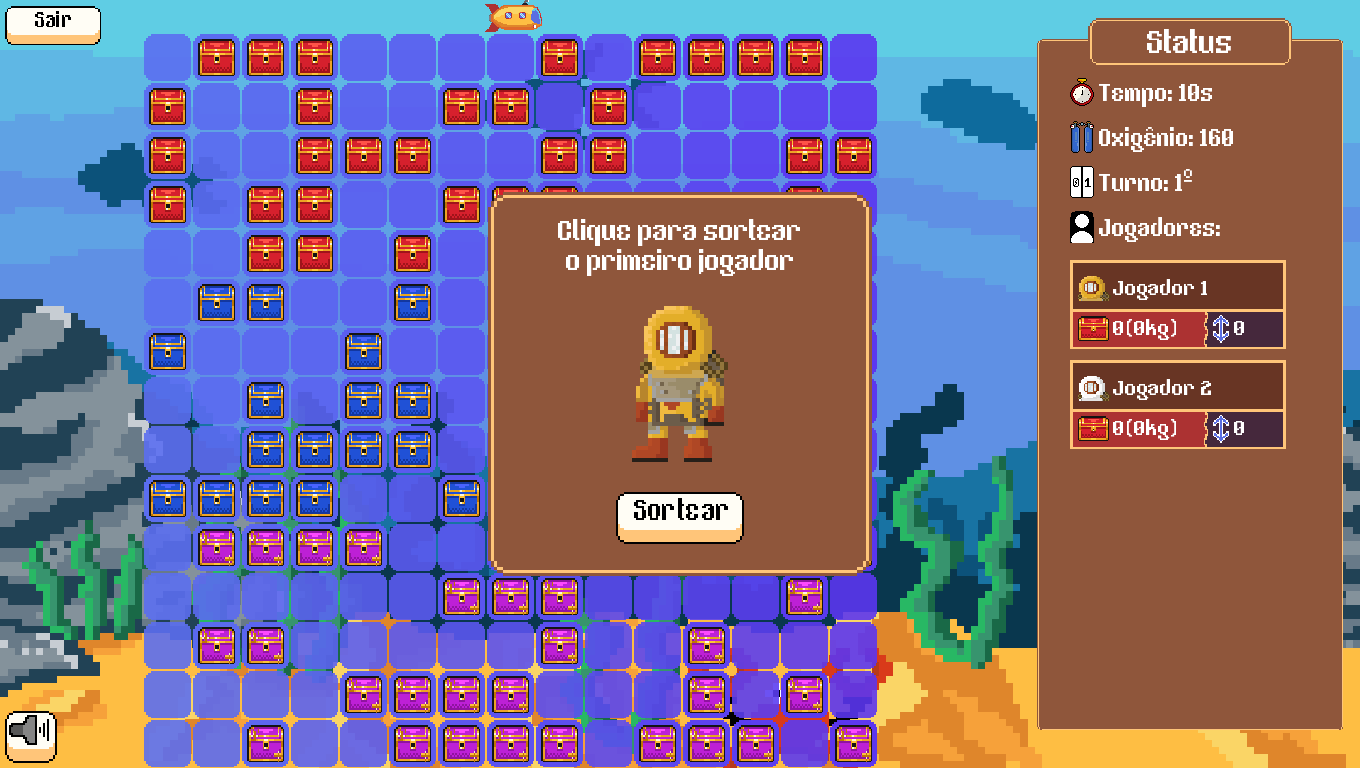 Sair
Status
Tempo: 10s
Oxigênio: 160
01
Turno: 1º
Jogadores:
Clique para sortear
o primeiro jogador
Sortear
Jogador 1
0(0kg)
0
Jogador 2
0(0kg)
0